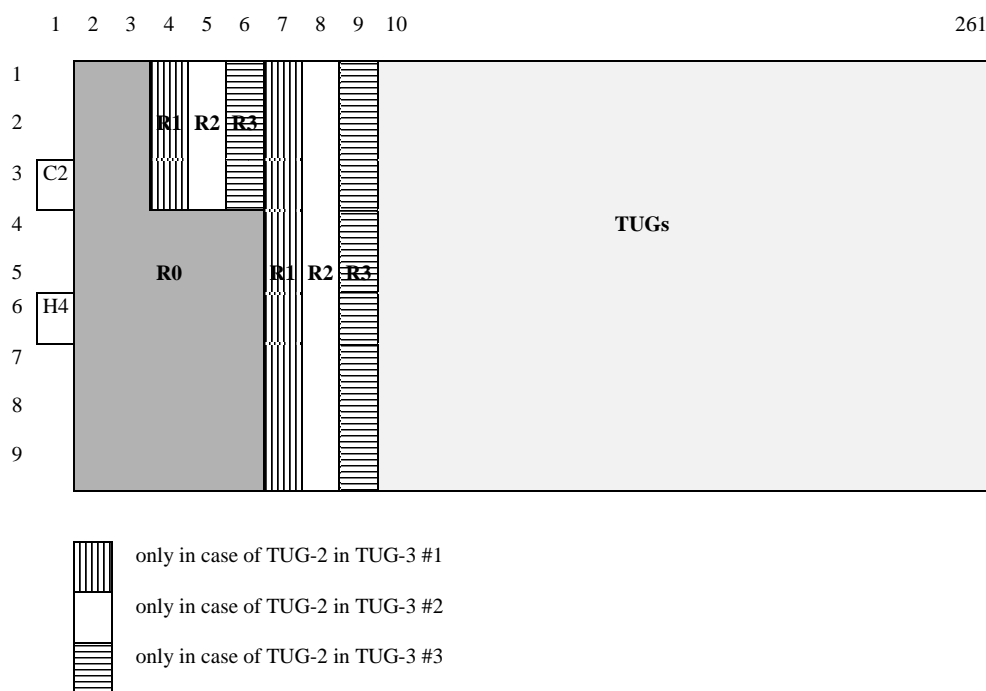 1 2 3 4 5 6 7 8 9 10 261
1
2 R1 R2 R3
3 C2
4 TUGs
5 R0 R1 R2 R3
6 H4
7
8
9
only in case of TUG-2 in TUG-3 #1
only in case of TUG-2 in TUG-3 #2
only in case of TUG-2 in TUG-3 #3